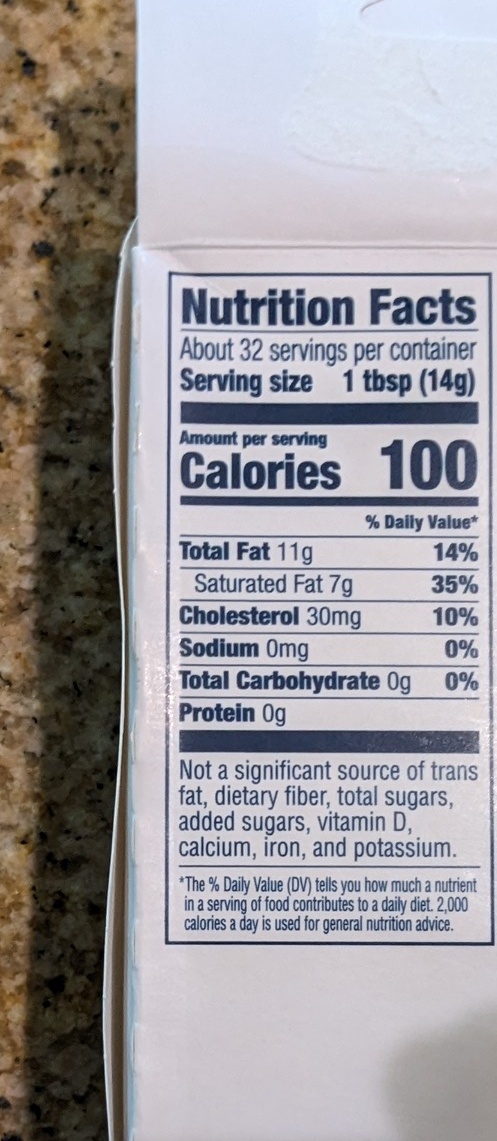 Nutrition Facts
About 32 servings per container
Serving size 1 tbsp (14g)
Amount per serving
Calories 100
% Daily Value*
Total Fat 11g 14%
Saturated Fat 7g 35%
Cholesterol 30mg 10%
Sodium 0mg 0%
Total Carbohydrate 0g 0%
Protein 0g
Not a significant source of trans
fat, dietary fiber, total sugars,
added sugars, vitamin D,
calcium, iron, and potassium.
*The % Daily Value (DV) tells you how much a nutrient
in a serving of food contributes to a daily diet. 2,000
calories a day is used for general nutrition advice.